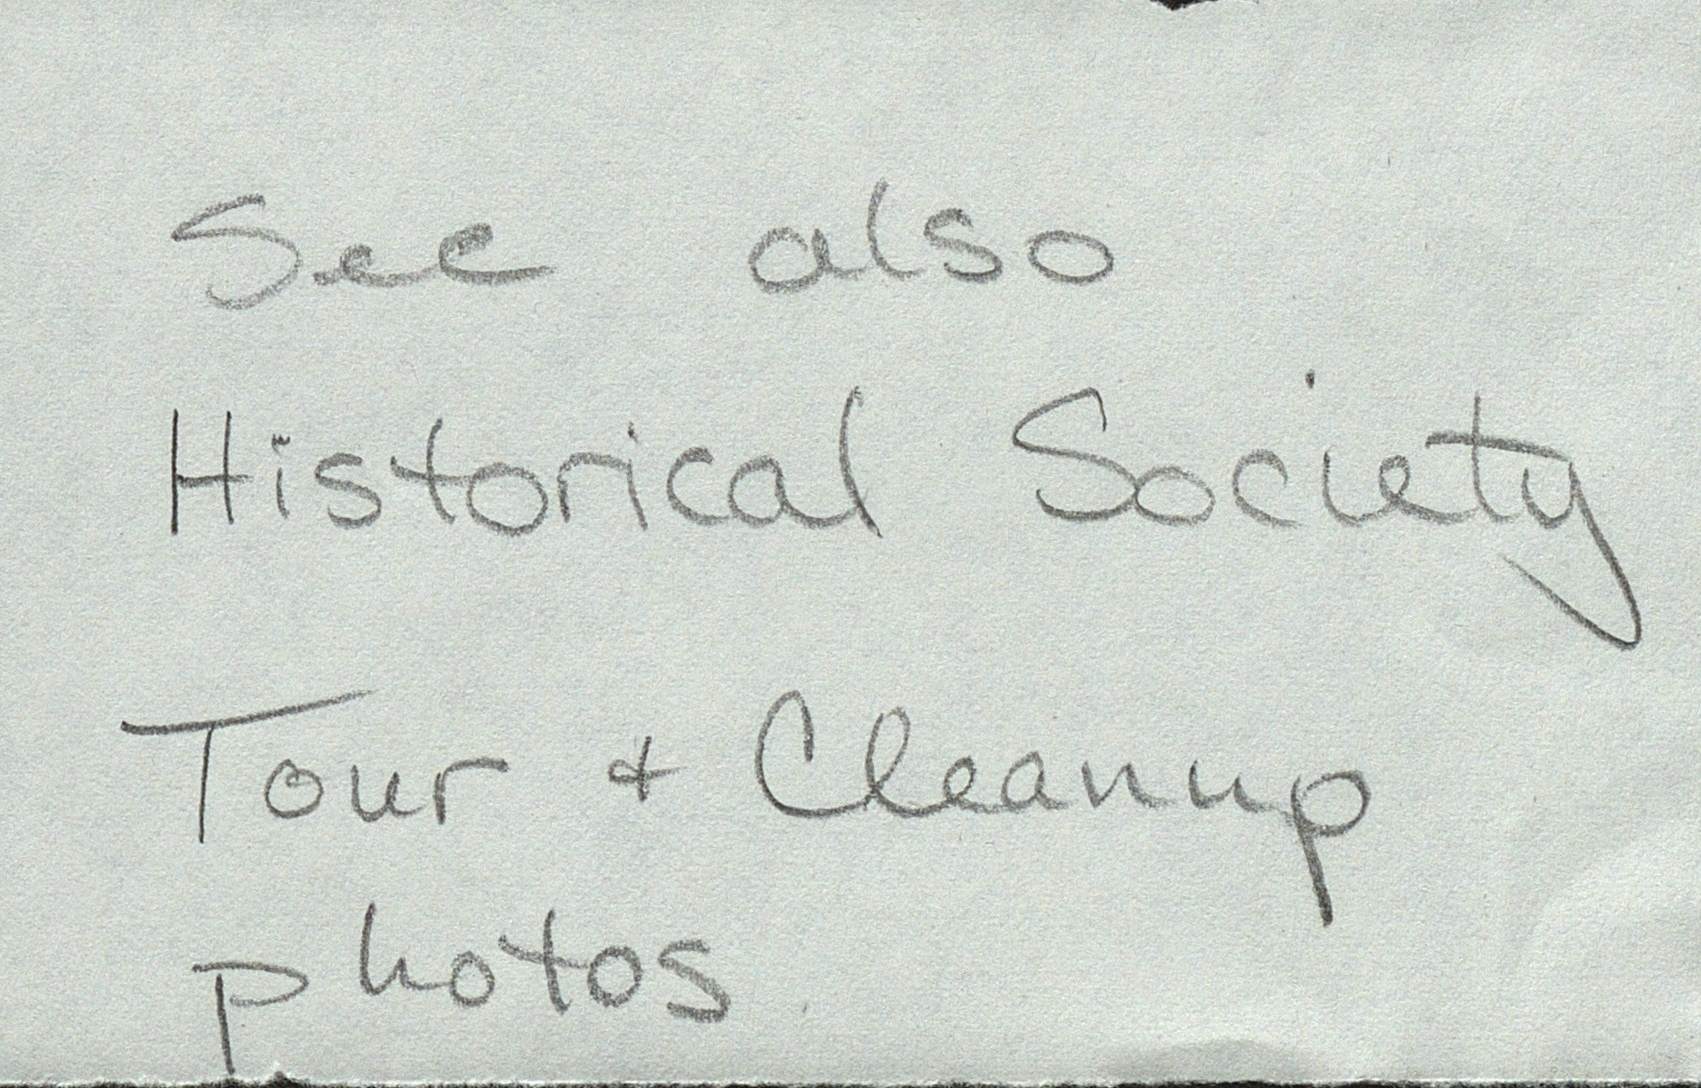 See also
Historical Society
Tour + Cleanup
photos